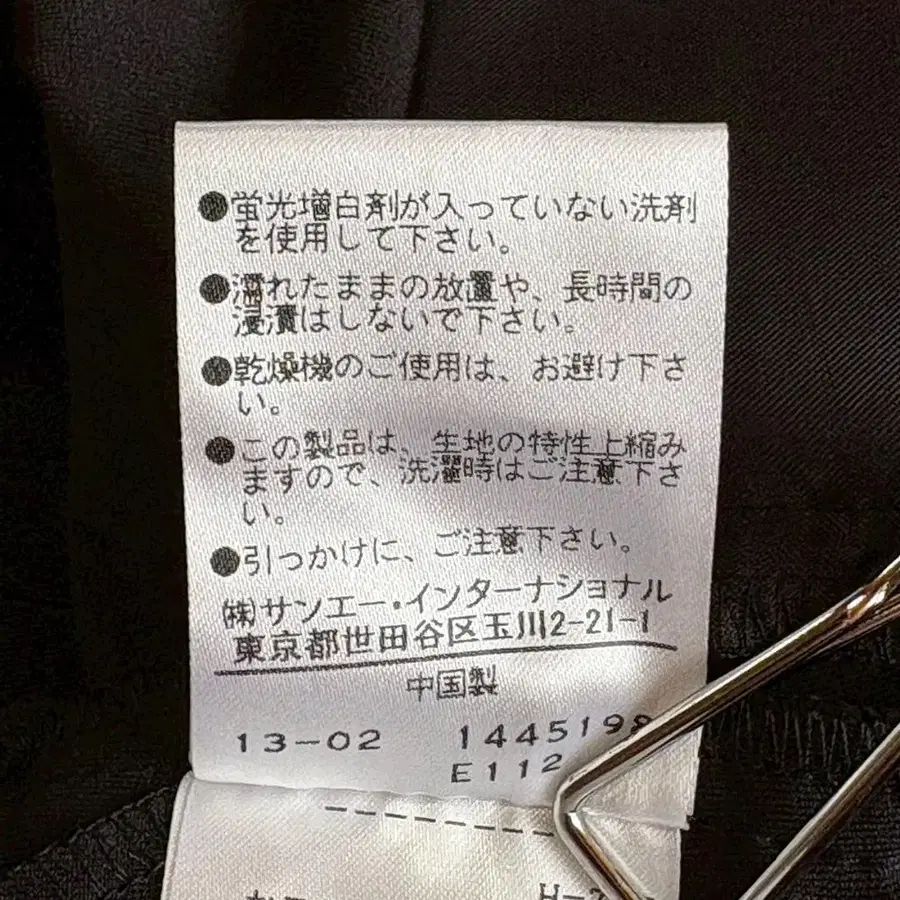 ●蛍光増白剤が入っていない洗剤
を使用して下さい。
●濡れたままの放置や、長時間の
浸漬はしないで下さい。
●乾燥機のご使用は、お避け下さ
い。
●この製品は、生地の特性上縮み
ますので、洗濯時はご注意下さ
い。
●引っかけに、ご注意下さい。
(株)サンエー・インターナショナル
東京都世田谷区玉川2-21-1
中国製
13-02 1445198
E112